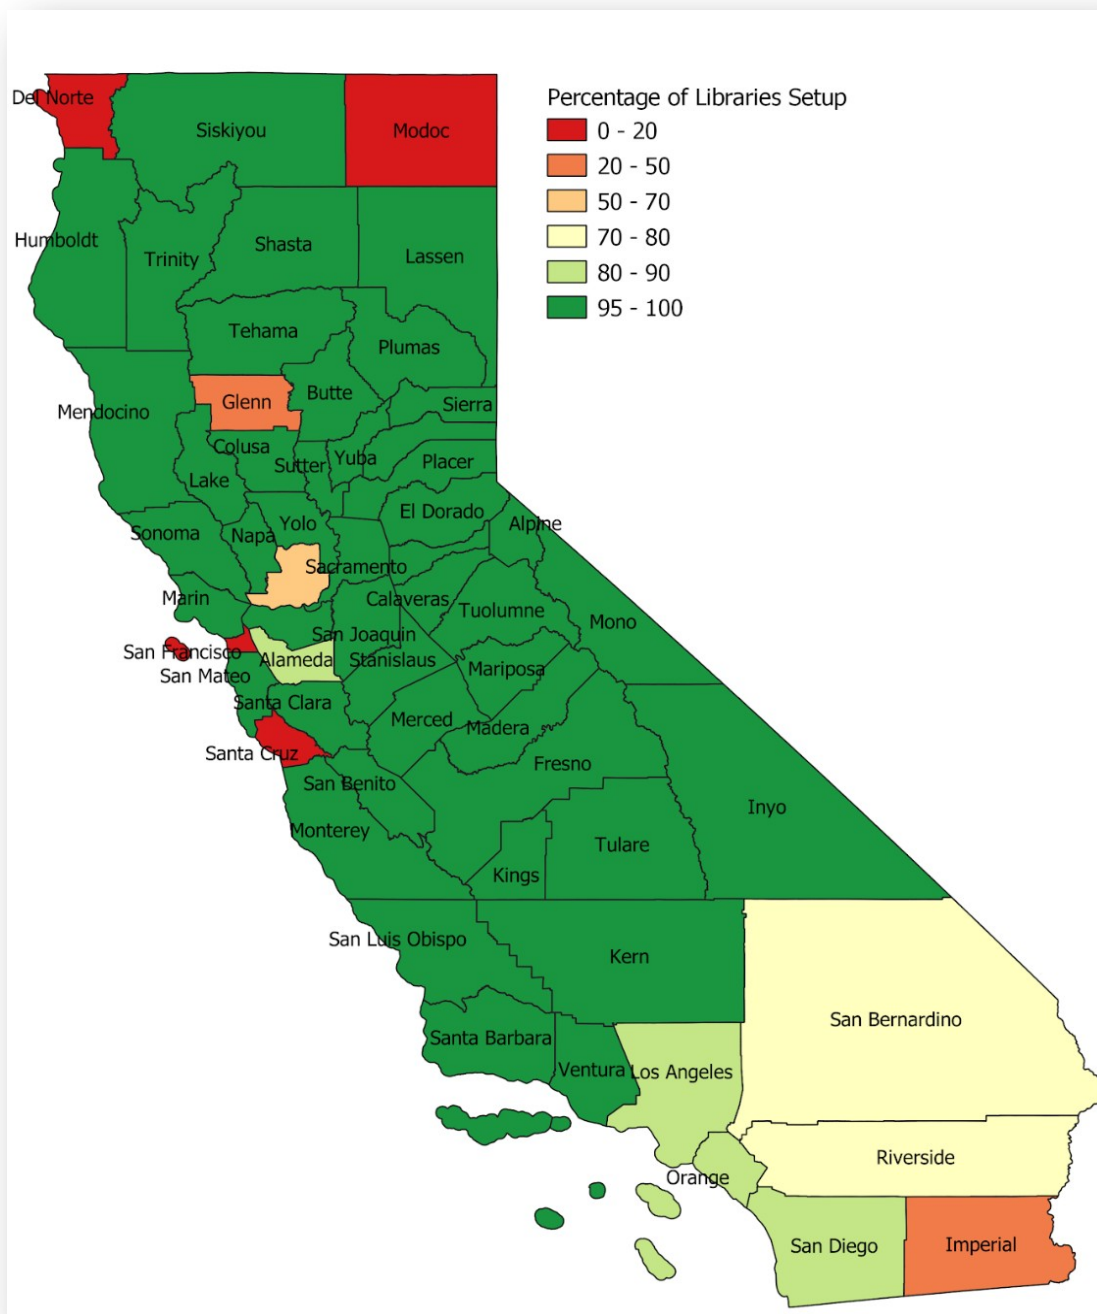 Percentage of Libraries Setup
0 - 20
20 - 50
50 - 70
70 - 80
80 - 90
95 - 100
Del Norte
Siskiyou
Modoc
Humboldt
Trinity
Shasta
Lassen
Tehama
Plumas
Mendocino
Glenn
Butte
Sierra
Colusa
Lake
Sutter
Yuba
Placer
Sonoma
Napa
Yolo
El Dorado
Alpine
Sacramento
Marin
Calaveras
Tuolumne
Mono
San Francisco
San Joaquin
Alameda
Stanislaus
San Mateo
Mariposa
Santa Clara
Merced
Madera
Santa Cruz
Fresno
San Benito
Monterey
Inyo
Tulare
Kings
San Luis Obispo
Kern
San Bernardino
Santa Barbara
Ventura
Los Angeles
Orange
Riverside
San Diego
Imperial